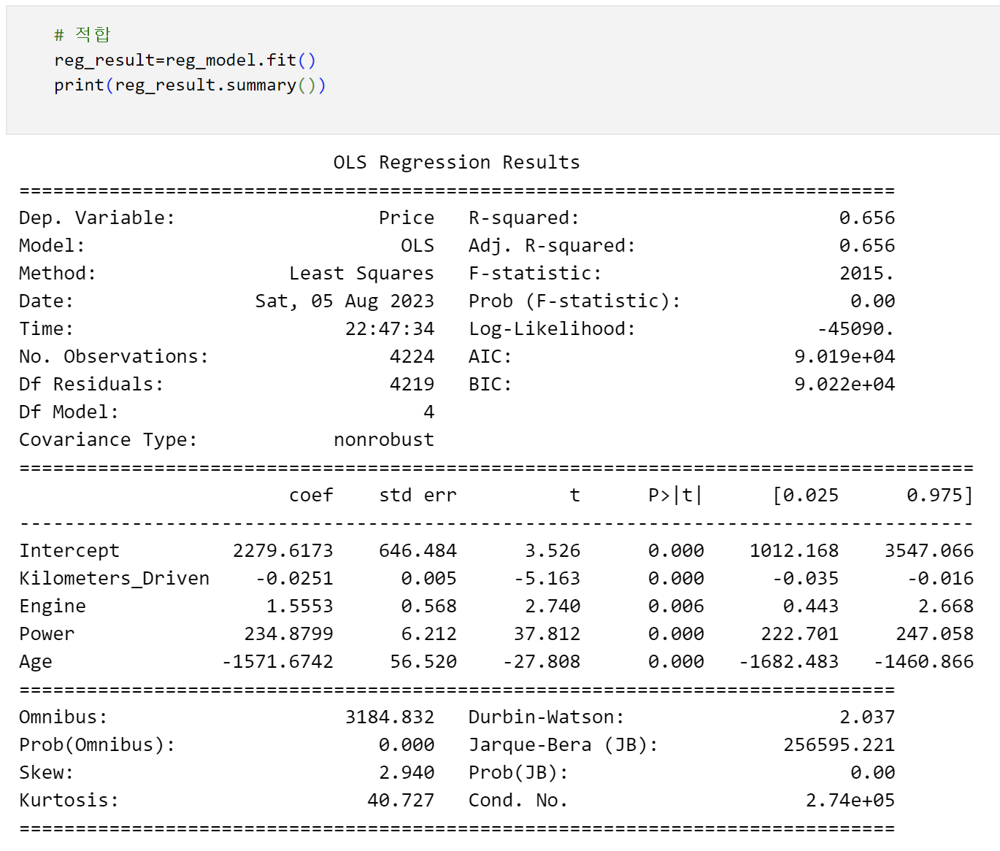 # 적합
reg_result=reg_model.fit()
print(reg_result.summary())
OLS Regression Results
==============================================================================
Dep. Variable: Price R-squared: 0.656
Model: OLS Adj. R-squared: 0.656
Method: Least Squares F-statistic: 2015.
Date: Sat, 05 Aug 2023 Prob (F-statistic): 0.00
Time: 22:47:34 Log-Likelihood: -45090.
No. Observations: 4224 AIC: 9.019e+04
Df Residuals: 4219 BIC: 9.022e+04
Df Model: 4
Covariance Type: nonrobust
=====================================================================================
coef std err t P>|t| [0.025 0.975]
-------------------------------------------------------------------------------------
Intercept 2279.6173 646.484 3.526 0.000 1012.168 3547.066
Kilometers_Driven -0.0251 0.005 -5.163 0.000 -0.035 -0.016
Engine 1.5553 0.568 2.740 0.006 0.443 2.668
Power 234.8799 6.212 37.812 0.000 222.701 247.058
Age -1571.6742 56.520 -27.808 0.000 -1682.483 -1460.866
==============================================================================
Omnibus: 3184.832 Durbin-Watson: 2.037
Prob(Omnibus): 0.000 Jarque-Bera (JB): 256595.221
Skew: 2.940 Prob(JB): 0.00
Kurtosis: 40.727 Cond. No. 2.74e+05
==============================================================================